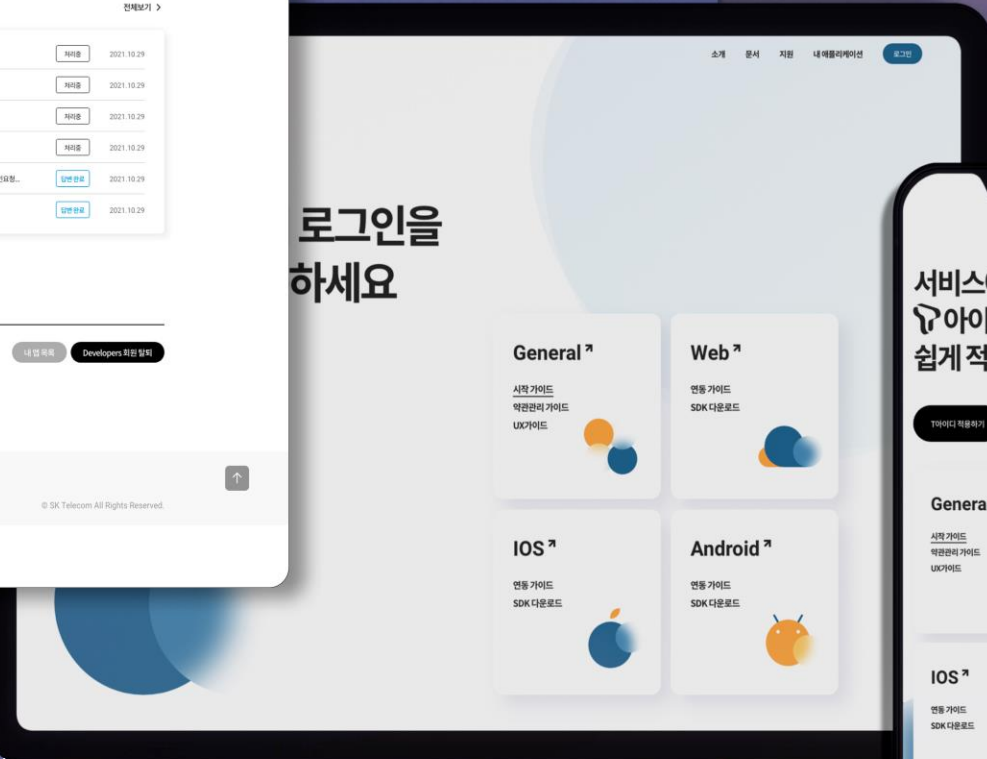 전체보기 >
처리중 2021.10.29
처리중 2021.10.29
처리중 2021.10.29
처리중 2021.10.29
답변완료 2021.10.29
답변완료 2021.10.29
내 앱 목록 Developers 회원 탈퇴
© SK Telecom All Rights Reserved.
소개 문서 지원 내 애플리케이션 로그인
로그인을
하세요
General
시작 가이드
약관관리 가이드
UX가이드
Web
연동 가이드
SDK 다운로드
IOS
연동 가이드
SDK 다운로드
Android
연동 가이드
SDK 다운로드
서비스
아이
쉽게 적
T아이디 적용하기
Genera
시작 가이드
약관관리 가이드
UX가이드
IOS
연동 가이드
SDK 다운로드